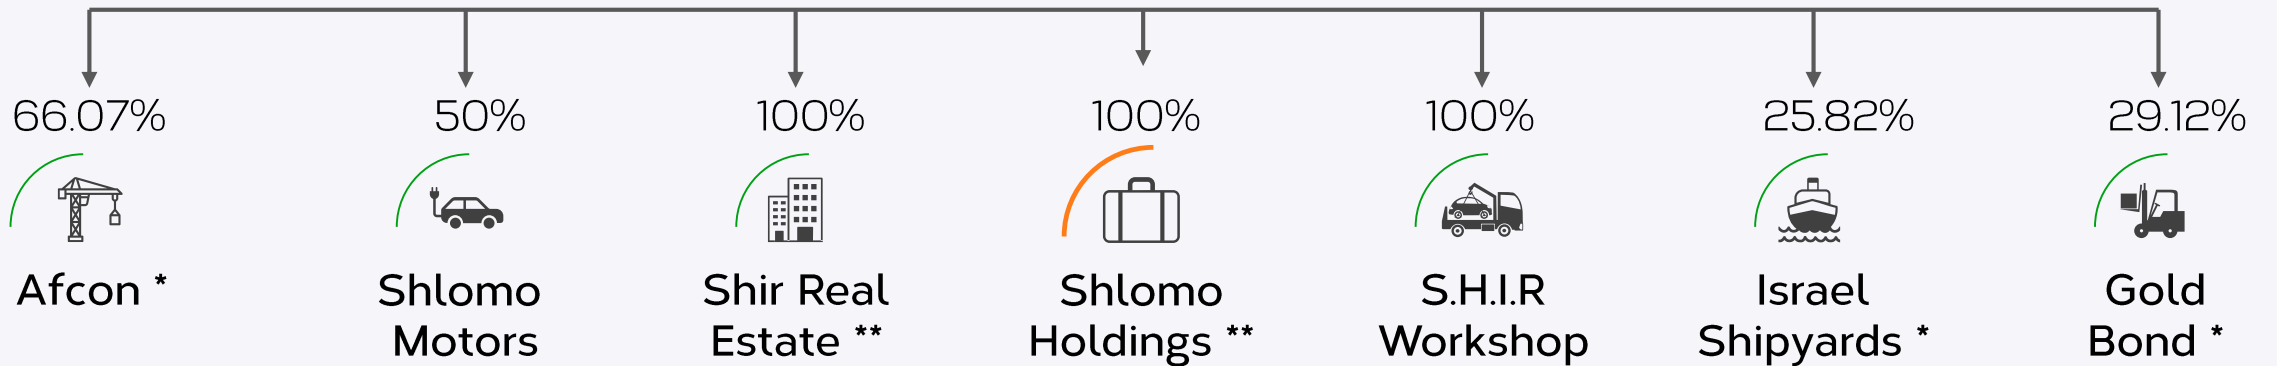 66.07%
50%
100%
100%
100%
25.82%
29.12%
Afcon *
Shlomo
Motors
Shir Real
Estate **
Shlomo
Holdings **
S.H.I.R
Workshop
Israel
Shipyards *
Gold
Bond *